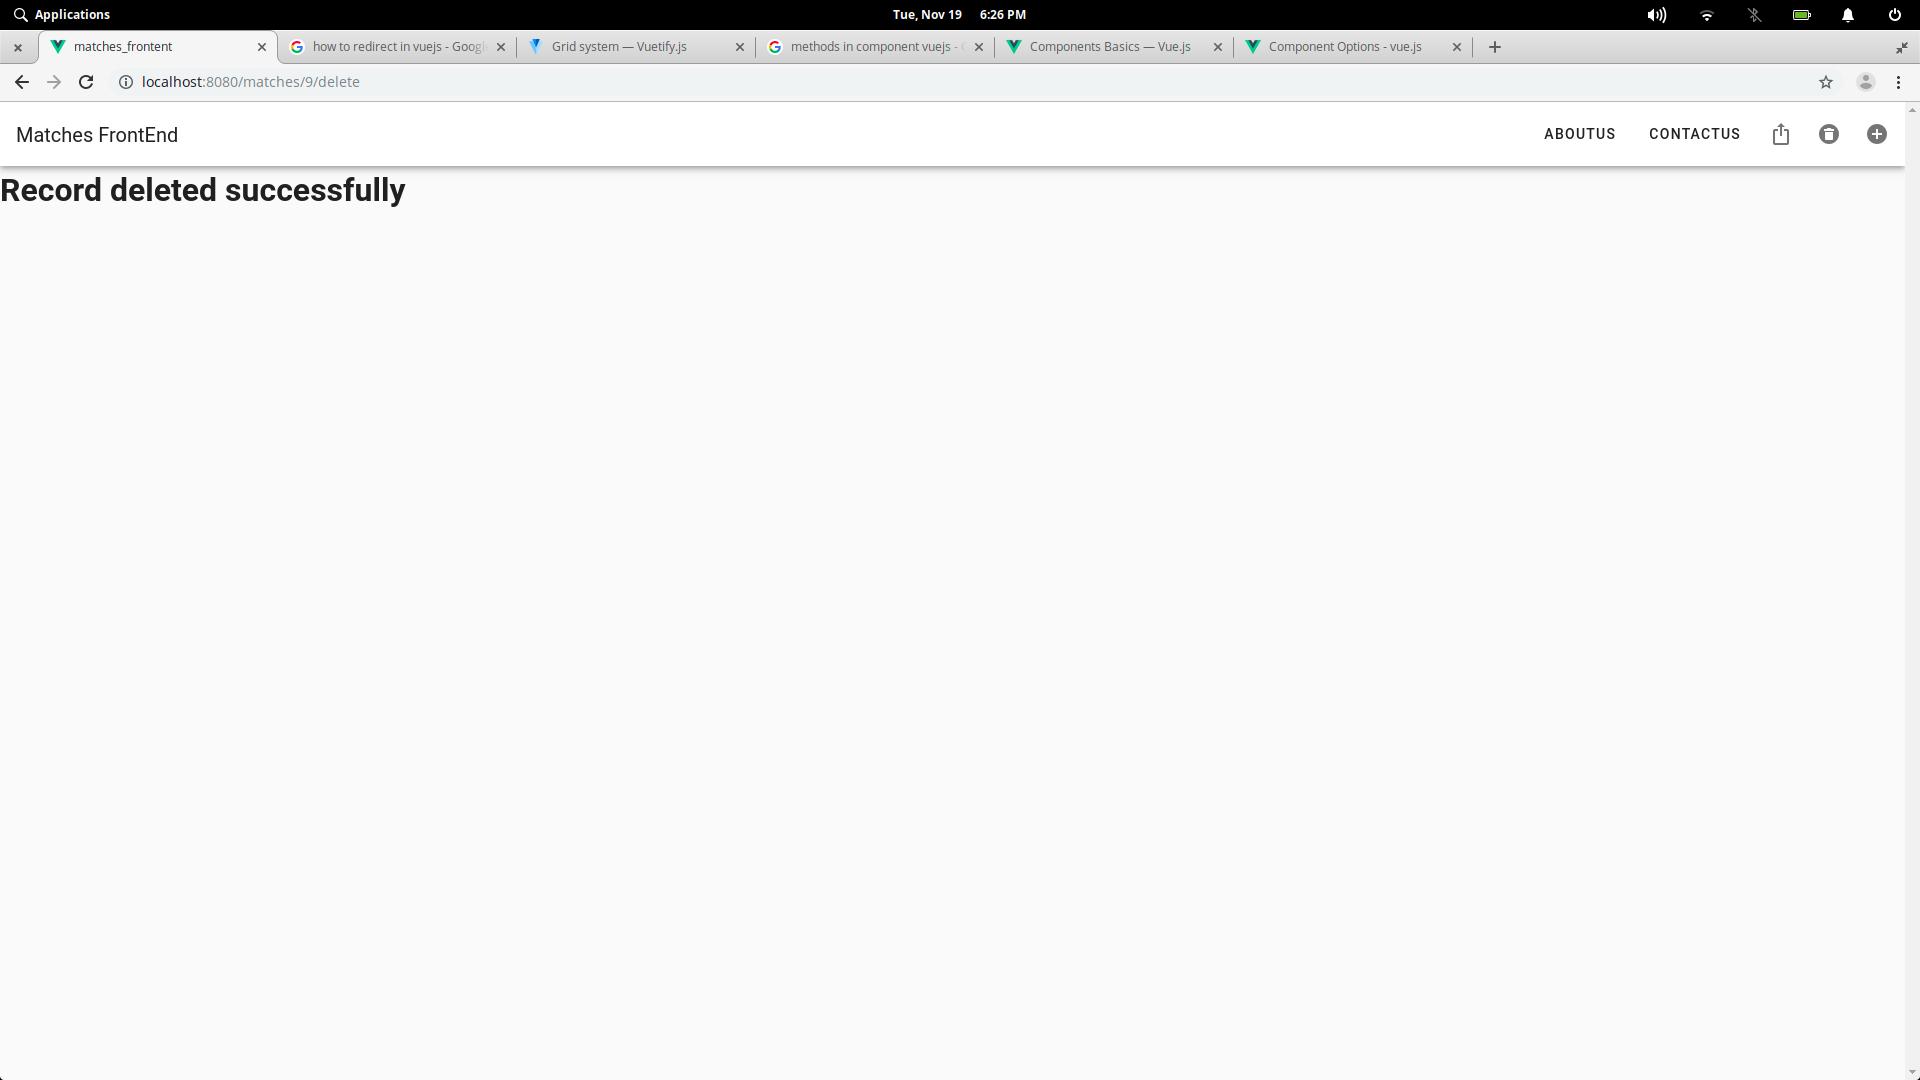 Applications
Tue, Nov 19 6:26 PM
matches_frontent
how to redirect in vuejs - Googl
Grid system — Vuetify.js
methods in component vuejs -
Components Basics — Vue.js
Component Options - vue.js
localhost:8080/matches/9/delete
Matches FrontEnd
ABOUTUS
CONTACTUS
Record deleted successfully